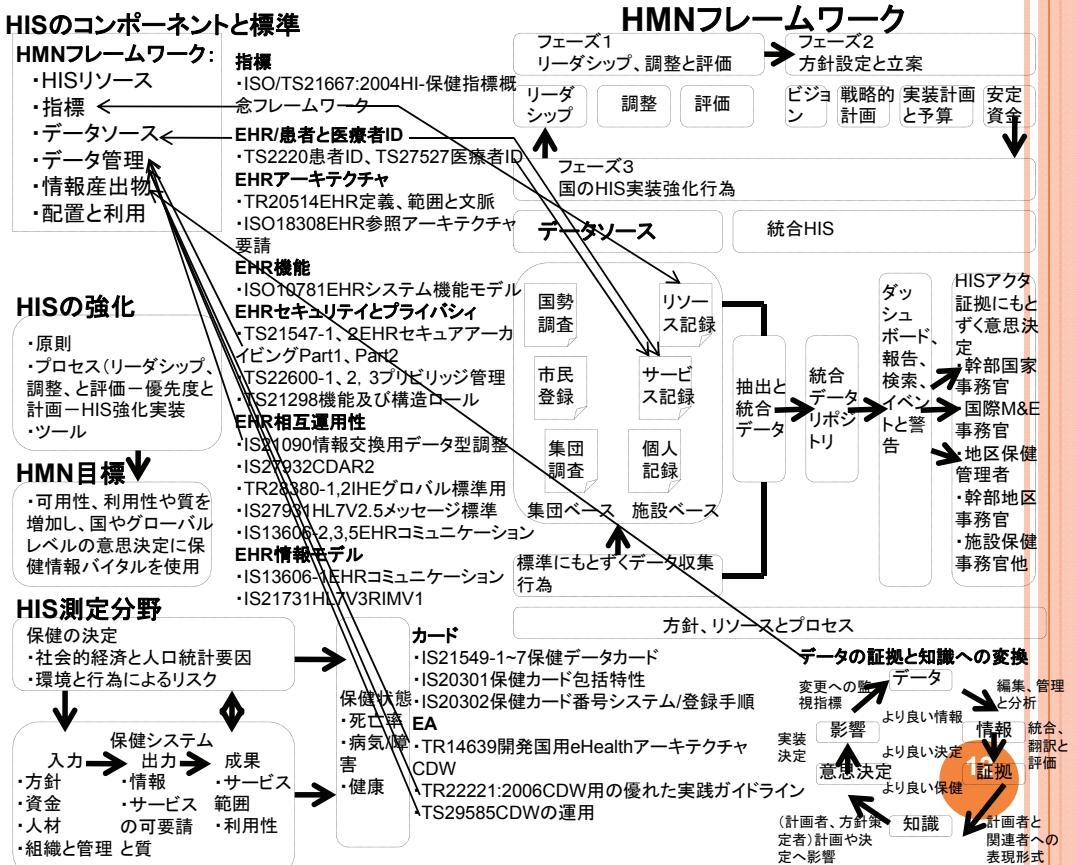 HISのコンポーネントと標準
HMNフレームワーク:
・HISリソース
・指標
・データソース
・データ管理
・情報産出物
・配置と利用
HISの強化
・原則
・プロセス(リーダシップ、
調整、と評価－優先度と
計画－HIS強化実装
・ツール
HMN目標
・可用性、利用性や質を
増加し、国やグローバル
レベルの意思決定に保
健情報バイタルを使用
HIS測定分野
保健の決定
・社会的経済と人口統計要因
・環境と行為によるリスク
保健システム
入力
出力
成果
・方針
・資金
・人材
・組織と管理
・情報
・サービス
の可要請
と質
・サービス
範囲
・利用性
保健状態
・死亡率
・病気/障
害
・健康
指標
・ISO/TS21667:2004HI-保健指標概
念フレームワーク
EHR/患者と医療者ID
・TS2220患者ID、TS27527医療者ID
EHRアーキテクチャ
・TR20514EHR定義、範囲と文脈
・ISO18308EHR参照アーキテクチャ
要請
EHR機能
・ISO10781EHRシステム機能モデル
EHRセキュリテイとプライバシィ
・TS21547-1、2EHRセキュアアーカ
イビングPart1、Part2
・TS22600-1、2，3プリビリッジ管理
・TS21298機能及び構造ロール
EHR相互運用性
・IS21090情報交換用データ型調整
・IS27932CDAR2
・TR28380-1,2IHEグローバル標準用
・IS27931HL7V2.5メッセージ標準
・IS13606-2,3,5EHRコミュニケーション
EHR情報モデル
・IS13606-1EHRコミュニケーション
・IS21731HL7V3RIMV1
カード
・IS21549-1~7保健データカード
・IS20301保健カード包括特性
・IS20302保健カード番号システム/登録手順
EA
・TR14639開発国用eHealthアーキテクチャ
CDW
・TR22221:2006CDW用の優れた実践ガイドライン
・TS29585CDWの運用
HMNフレームワーク
フェーズ1
リーダシップ、調整と評価
フェーズ2
方針設定と立案
リーダ
シップ
調整
評価
ビジョ
ン
戦略的
計画
実装計画
と予算
安定
資金
フェーズ3
国のHIS実装強化行為
データソース
統合HIS
国勢
調査
リソー
ス記録
市民
登録
サービ
ス記録
集団
調査
個人
記録
集団ベース
施設ベース
標準にもとずくデータ収集
行為
抽出と
統合
データ
統合
データ
リポジ
トリ
ダッ
シュ
ボード、
報告、
検索、
イベン
トと警
告
HISアクタ
証拠にもと
ずく意思決
定
・幹部国家
事務官
・国際M&E
事務官
・地区保健
管理者
・幹部地区
事務官
・施設保健
事務官他
方針、リソースとプロセス
データの証拠と知識への変換
データ
変更への監
視指標
編集、管理
と分析
影響
より良い情報
情報
実装
決定
より良い決定
統合、
翻訳と
評価
意思決定
より良い保健
証拠
知識
(計画者、方針策
定者)計画や決
定へ影響
計画者と
関連者への
表現形式